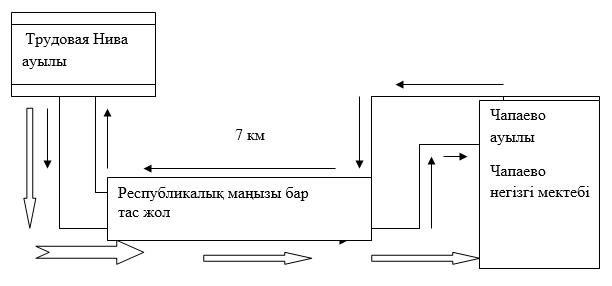 Трудовая Нива
ауылы
7 км
Республикалық маңызы бар
тас жол
Чапаево
ауылы
Чапаево
негізгі мектебі